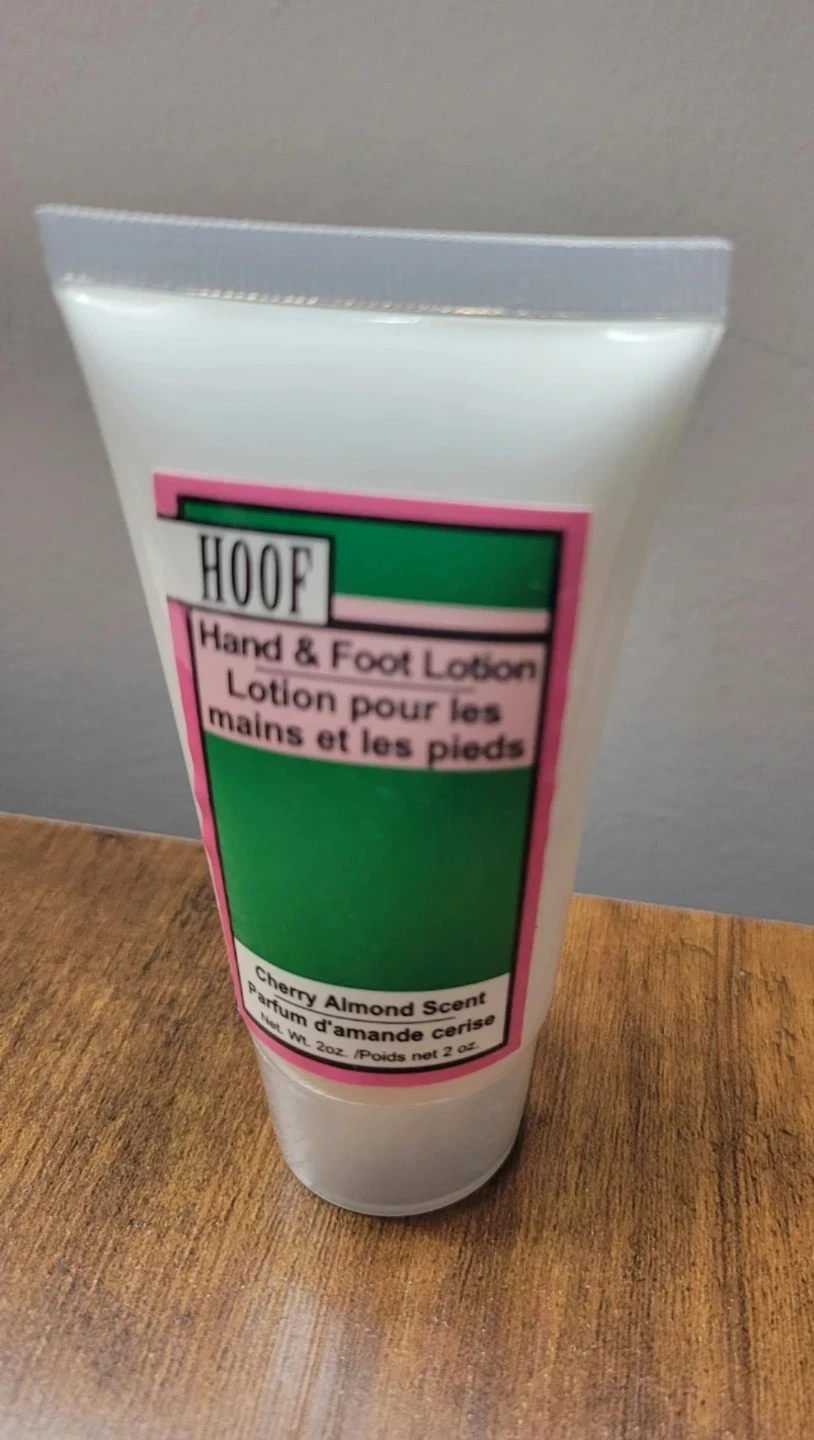 HOOF
Hand & Foot Lotion
Lotion pour les
mains et les pieds
Cherry Almond Scent
Parfum d'amande cerise
Net. Wt. 2oz. /Poids net 2 oz.